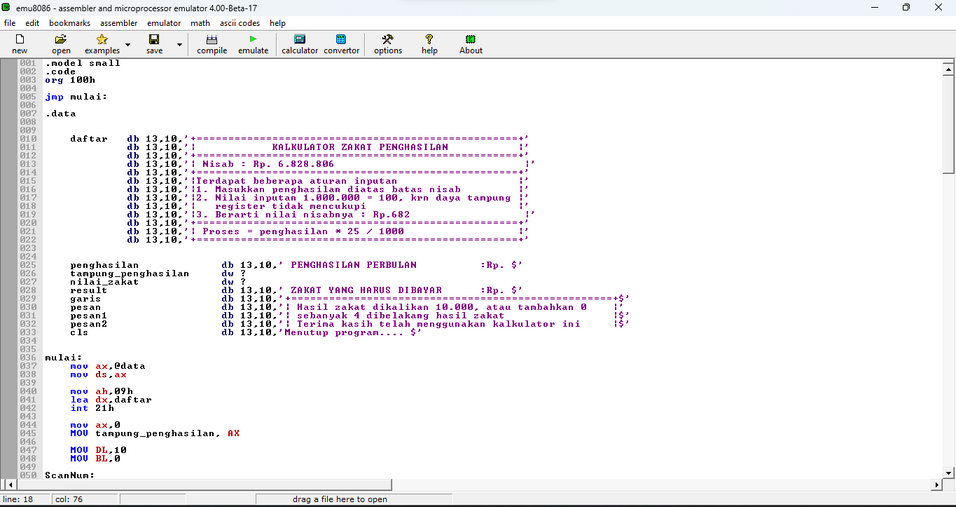 emu8086 - assembler and microprocessor emulator 4.00-Beta-17
file edit bookmarks assembler emulator math ascii codes help
new open examples save compile emulate calculator convertor options help About
001 .model small
002 .code
003 org 100h
004
005 jmp mulai:
006
007 .data
008
009
010 daftar db 13,10,'+====================================================+'
011 db 13,10,'¦ KALKULATOR ZAKAT PENGHASILAN ¦'
012 db 13,10,'+====================================================+'
013 db 13,10,'¦ Nisab : Rp. 6.828.806 ¦'
014 db 13,10,'+====================================================+'
015 db 13,10,'¦Terdapat beberapa aturan inputan ¦'
016 db 13,10,'¦1. Masukkan penghasilan diatas batas nisab ¦'
017 db 13,10,'¦2. Nilai inputan 1.000.000 = 100, krn daya tampung ¦'
018 db 13,10,'¦ register tidak mencukupi ¦'
019 db 13,10,'¦3. Berarti nilai nisabnya : Rp.682 ¦'
020 db 13,10,'+====================================================+'
021 db 13,10,'¦ Proses = penghasilan * 25 / 1000 ¦'
022 db 13,10,'+====================================================+'
023
024
025 penghasilan db 13,10,' PENGHASILAN PERBULAN :Rp. $'
026 tampung_penghasilan dw ?
027 nilai_zakat dw ?
028 result db 13,10,' ZAKAT YANG HARUS DIBAYAR :Rp. $'
029 garis db 13,10,'+====================================================+$'
030 pesan db 13,10,'¦ Hasil zakat dikalikan 10.000, atau tambahkan 0 ¦'
031 pesan1 db 13,10,'¦ sebanyak 4 dibelakang hasil zakat ¦$'
032 pesan2 db 13,10,'¦ Terima kasih telah menggunakan kalkulator ini ¦$'
033 cls db 13,10,'Menutup program.... $'
034
035
036 mulai:
037 mov ax,@data
038 mov ds,ax
039
040 mov ah,09h
041 lea dx,daftar
042 int 21h
043
044 mov ax,0
045 MOV tampung_penghasilan, AX
046
047 MOV DL,10
048 MOV BL,0
049
050 ScanNum:
line: 18 col: 76 drag a file here to open